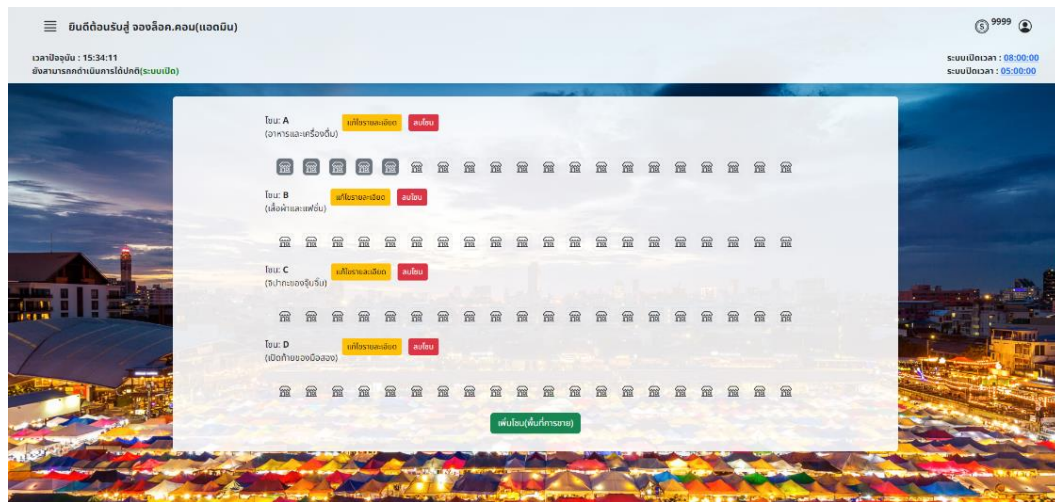 ยินดีต้อนรับสู่ จองล็อค.คอม(แอดมิน)
9999
เวลาปัจจุบัน : 15:34:11
ยังสามารถดำเนินการได้ปกติ(ระบบเปิด)
ระบบเปิดเวลา : 08:00:00
ระบบปิดเวลา : 05:00:00
โซน: A
(อาหารและเครื่องดื่ม)
แก้ไขรายละเอียด ลบโซน
โซน: B
(เสื้อผ้าและแฟชั่น)
แก้ไขรายละเอียด ลบโซน
โซน: C
(จิปาถะของจุ๊บจิ๊บ)
แก้ไขรายละเอียด ลบโซน
โซน: D
(เปิดท้ายของมือสอง)
แก้ไขรายละเอียด ลบโซน
เพิ่มโซน(พื้นที่การขาย)